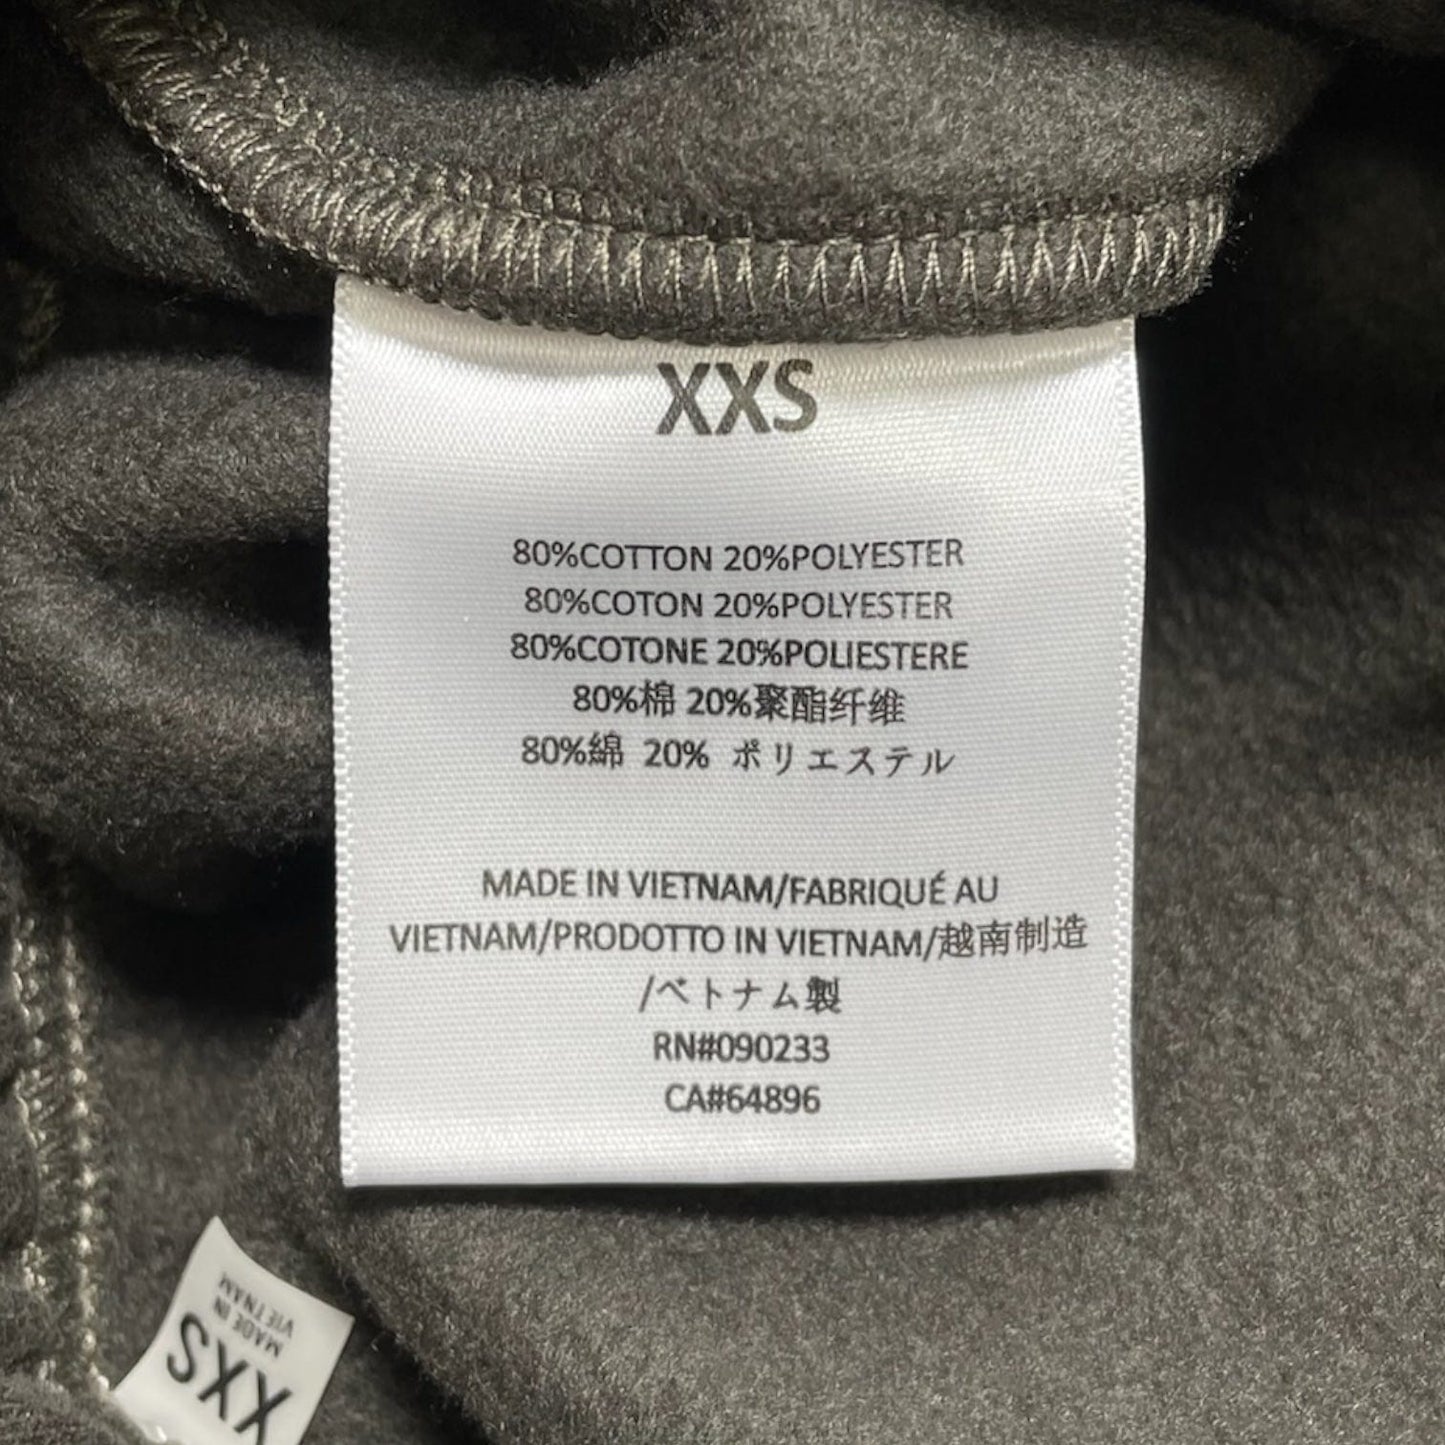 XXS
80%COTTON 20%POLYESTER
80%COTON 20%POLYESTER
80%COTONE 20%POLIESTERE
80%棉 20%聚酯纤维
80%綿 20% ポリエステル
MADE IN VIETNAM/FABRIQUÉ AU
VIETNAM/PRODOTTO IN VIETNAM/越南制造
/ベトナム製
RN#090233
CA#64896
XXS
MADE IN
VIETNAM